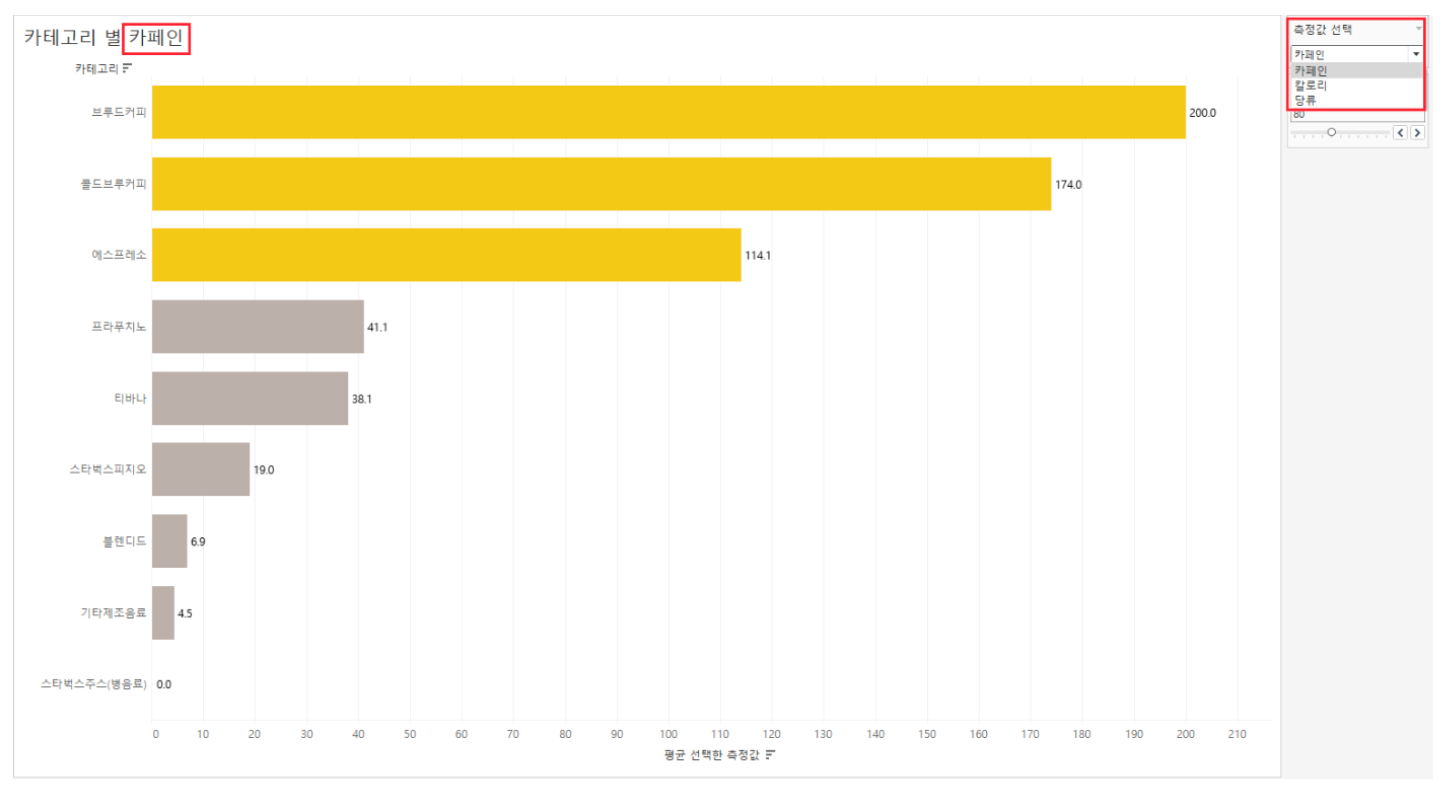 카테고리 별 카페인
카테고리
브루드커피
200.0
콜드브루커피
174.0
에스프레소
114.1
프라푸치노
41.1
티바나
38.1
스타벅스피지오
19.0
블렌디드
6.9
기타제조음료
4.5
스타벅스주스(병음료)
0.0
0 10 20 30 40 50 60 70 80 90 100 110 120 130 140 150 160 170 180 190 200 210
평균 선택한 측정값
측정값 선택
카페인
카페인
칼로리
당류
80